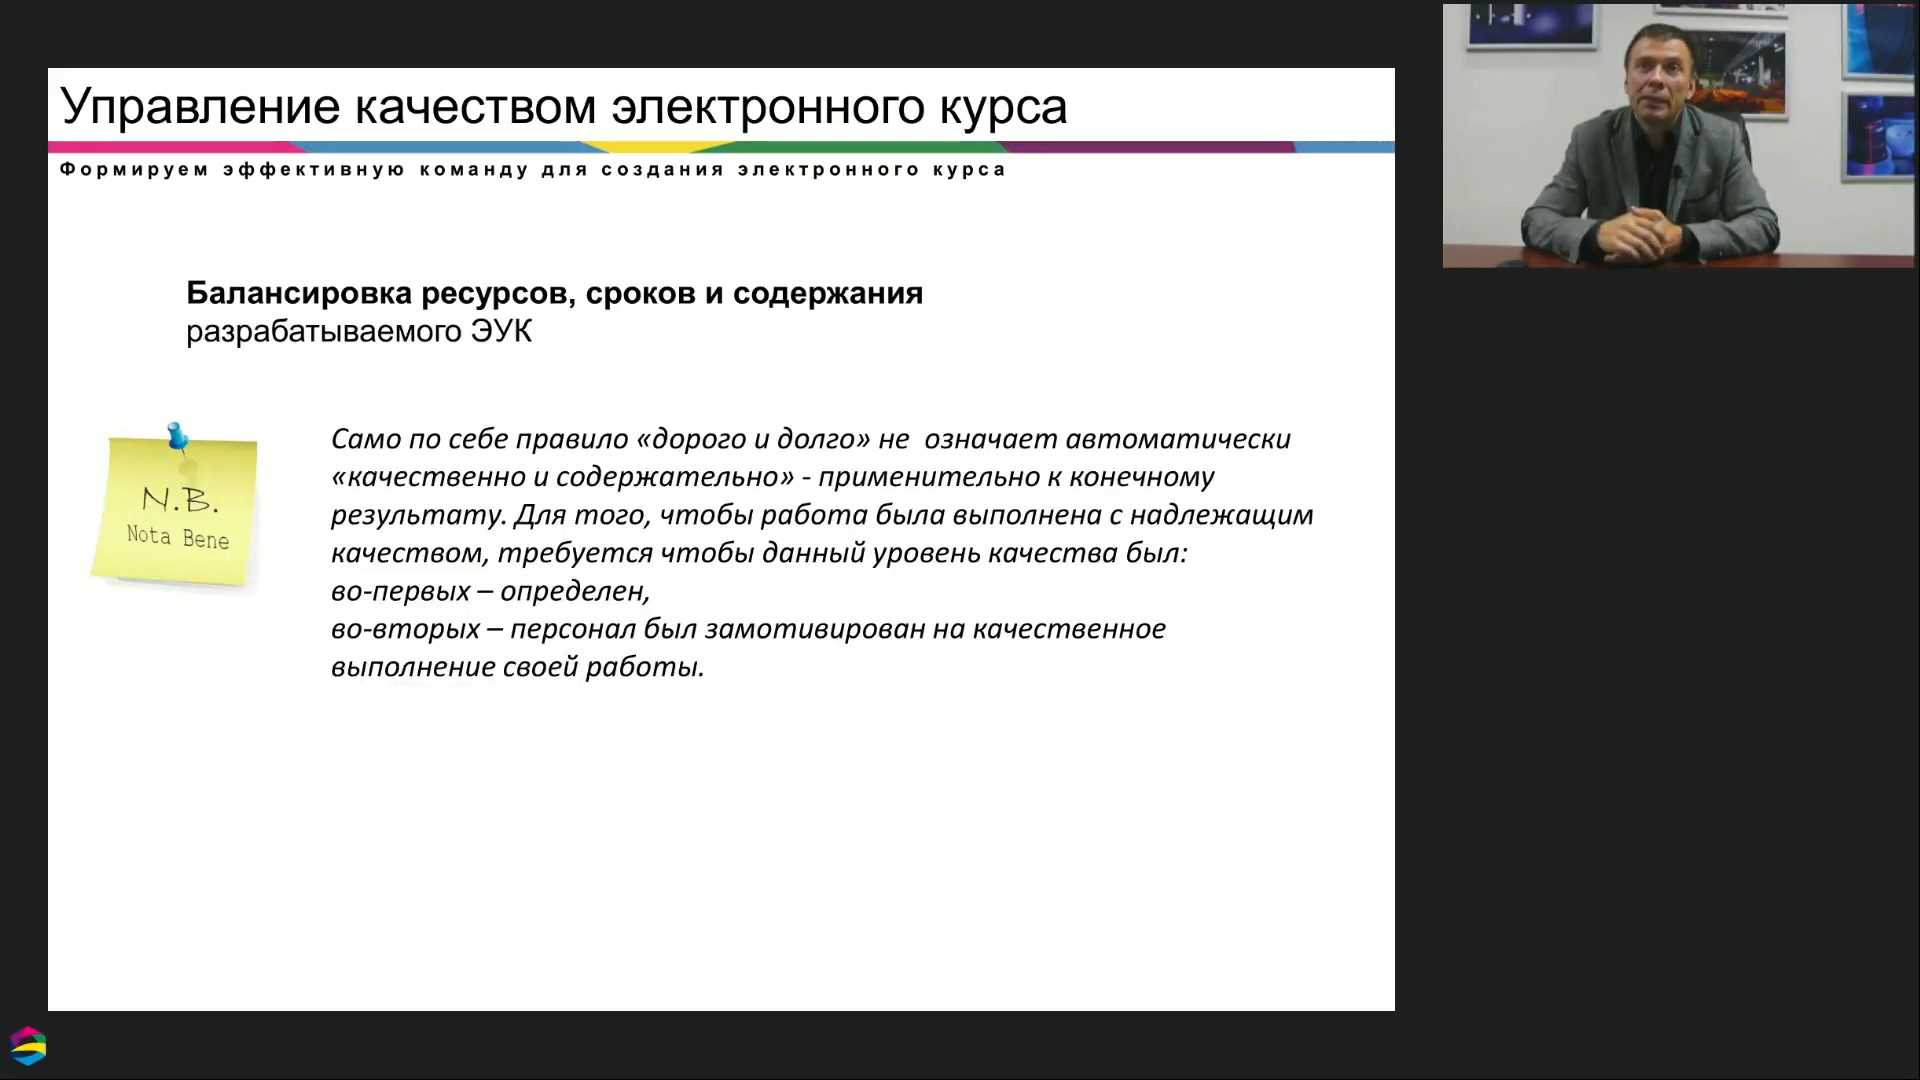 Управление качеством электронного курса
Формируем эффективную команду для создания электронного курса
Балансировка ресурсов, сроков и содержания
разрабатываемого ЭУК
N.B.
Nota Bene
Само по себе правило «дорого и долго» не  означает автоматически
«качественно и содержательно» - применительно к конечному
результату. Для того, чтобы работа была выполнена с надлежащим
качеством, требуется чтобы данный уровень качества был:
во-первых – определен,
во-вторых – персонал был замотивирован на качественное
выполнение своей работы.